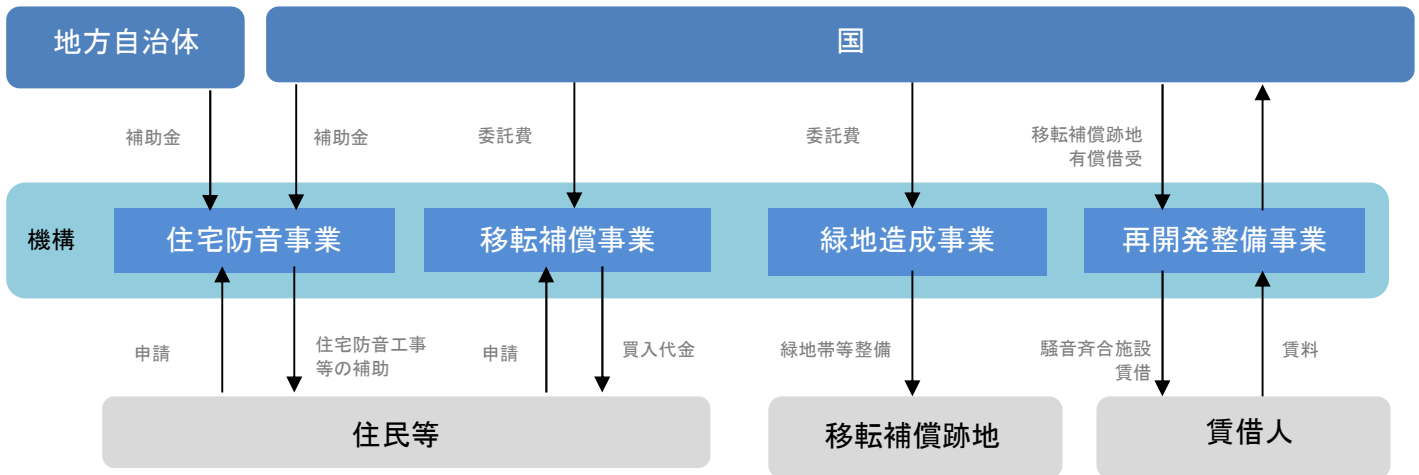 地方自治体
国
補助金
補助金
委託費
委託費
移転補償跡地
有償借受
機構
住宅防音事業
移転補償事業
緑地造成事業
再開発整備事業
申請
住宅防音工事
等の補助
申請
買入代金
緑地帯等整備
騒音斉合施設
賃借
賃料
住民等
移転補償跡地
賃借人